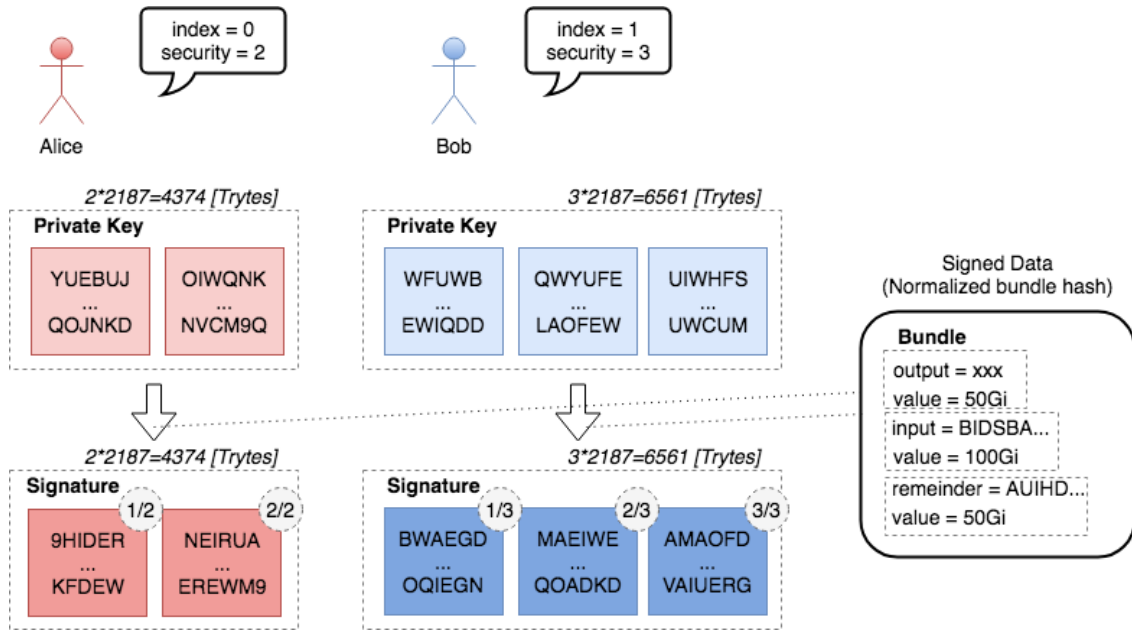 index = 0
security = 2
index = 1
security = 3
Alice
Bob
2*2187=4374 [Trytes]
3*2187=6561 [Trytes]
Private Key
YUEBUJ
...
QOJNKD
OIWQNK
...
NVCM9Q
Private Key
WFUWB
...
EWIQDD
QWYUFE
...
LAOFEW
UIWHFS
...
UWCUM
Signed Data
(Normalized bundle hash)
Bundle
output = xxx
value = 50Gi
input = BIDSBA...
value = 100Gi
remeinder = AUIHD...
value = 50Gi
2*2187=4374 [Trytes]
3*2187=6561 [Trytes]
Signature
1/2
9HIDER
...
KFDEW
2/2
NEIRUA
...
EREWM9
Signature
1/3
BWAEGD
...
OQIEGN
2/3
MAEIWE
...
QOADKD
3/3
AMAOFD
...
VAIUERG